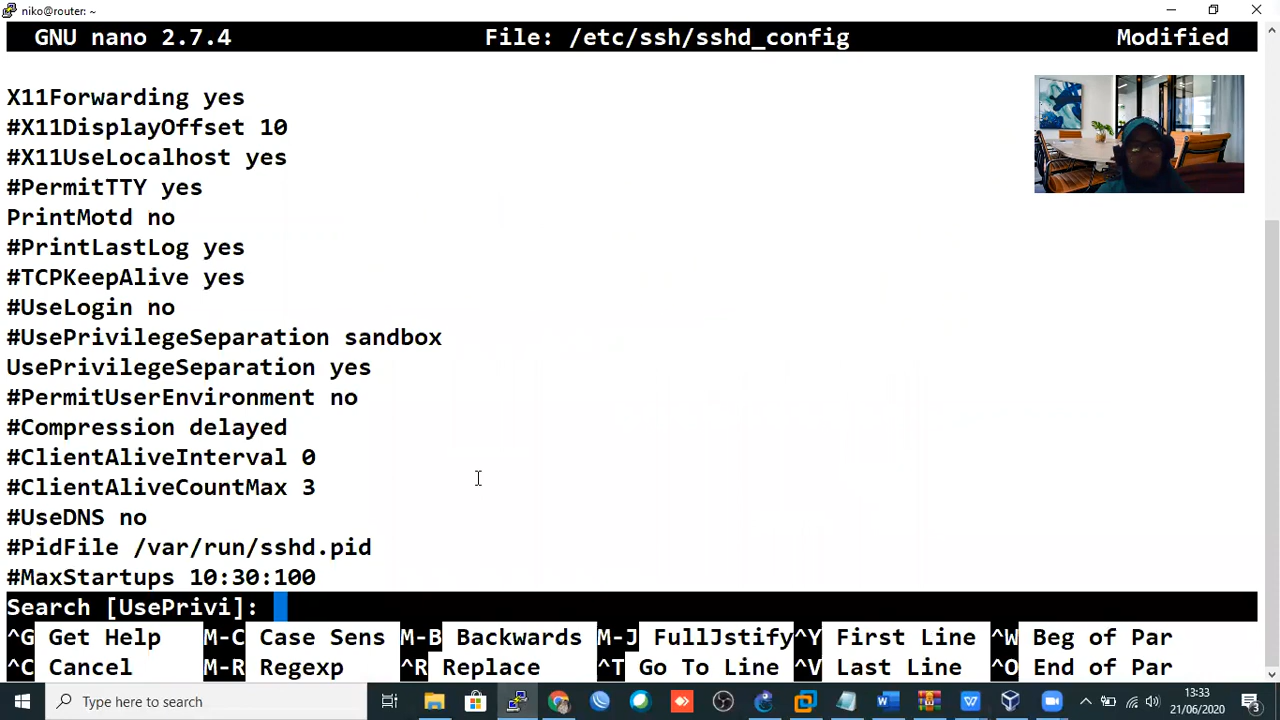 niko@router: ~
GNU nano 2.7.4 File: /etc/ssh/sshd_config Modified
X11Forwarding yes
#X11DisplayOffset 10
#X11UseLocalhost yes
#PermitTTY yes
PrintMotd no
#PrintLastLog yes
#TCPKeepAlive yes
#UseLogin no
#UsePrivilegeSeparation sandbox
UsePrivilegeSeparation yes
#PermitUserEnvironment no
#Compression delayed
#ClientAliveInterval 0
#ClientAliveCountMax 3
#UseDNS no
#PidFile /var/run/sshd.pid
#MaxStartups 10:30:100
Search [UsePrivi]:
^G Get Help M-C Case Sens M-B Backwards M-J FullJstify ^Y First Line ^W Beg of Par
^C Cancel M-R Regexp ^R Replace ^T Go To Line ^V Last Line ^O End of Par
Type here to search
13:33
21/06/2020
3